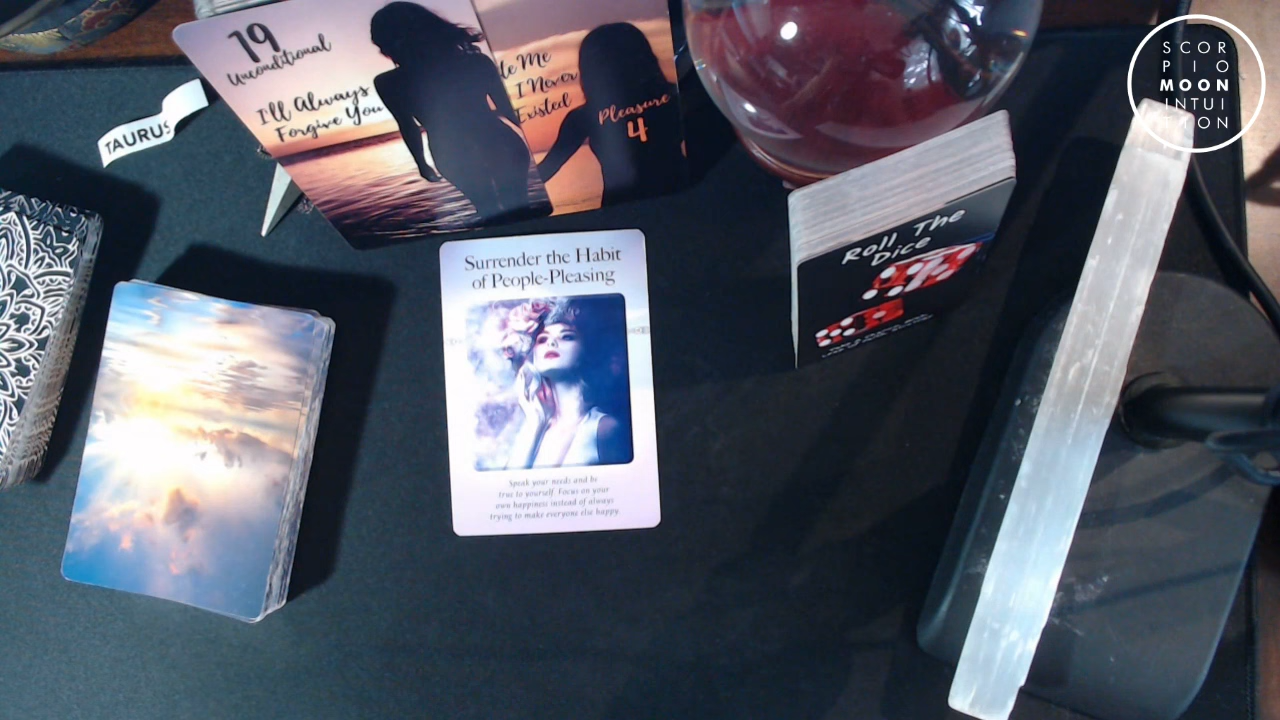 19
Unconditional
I'll Always
Forgive You
te Me
I Never
Existed
Pleasure
4
TAURUS
Roll The
Dice
Surrender the Habit
of People-Pleasing
Speak your needs and be
true to yourself. Focus on your
own happiness instead of always
trying to make everyone else happy.
SCOR
PIO
MOON
INTUI
TION